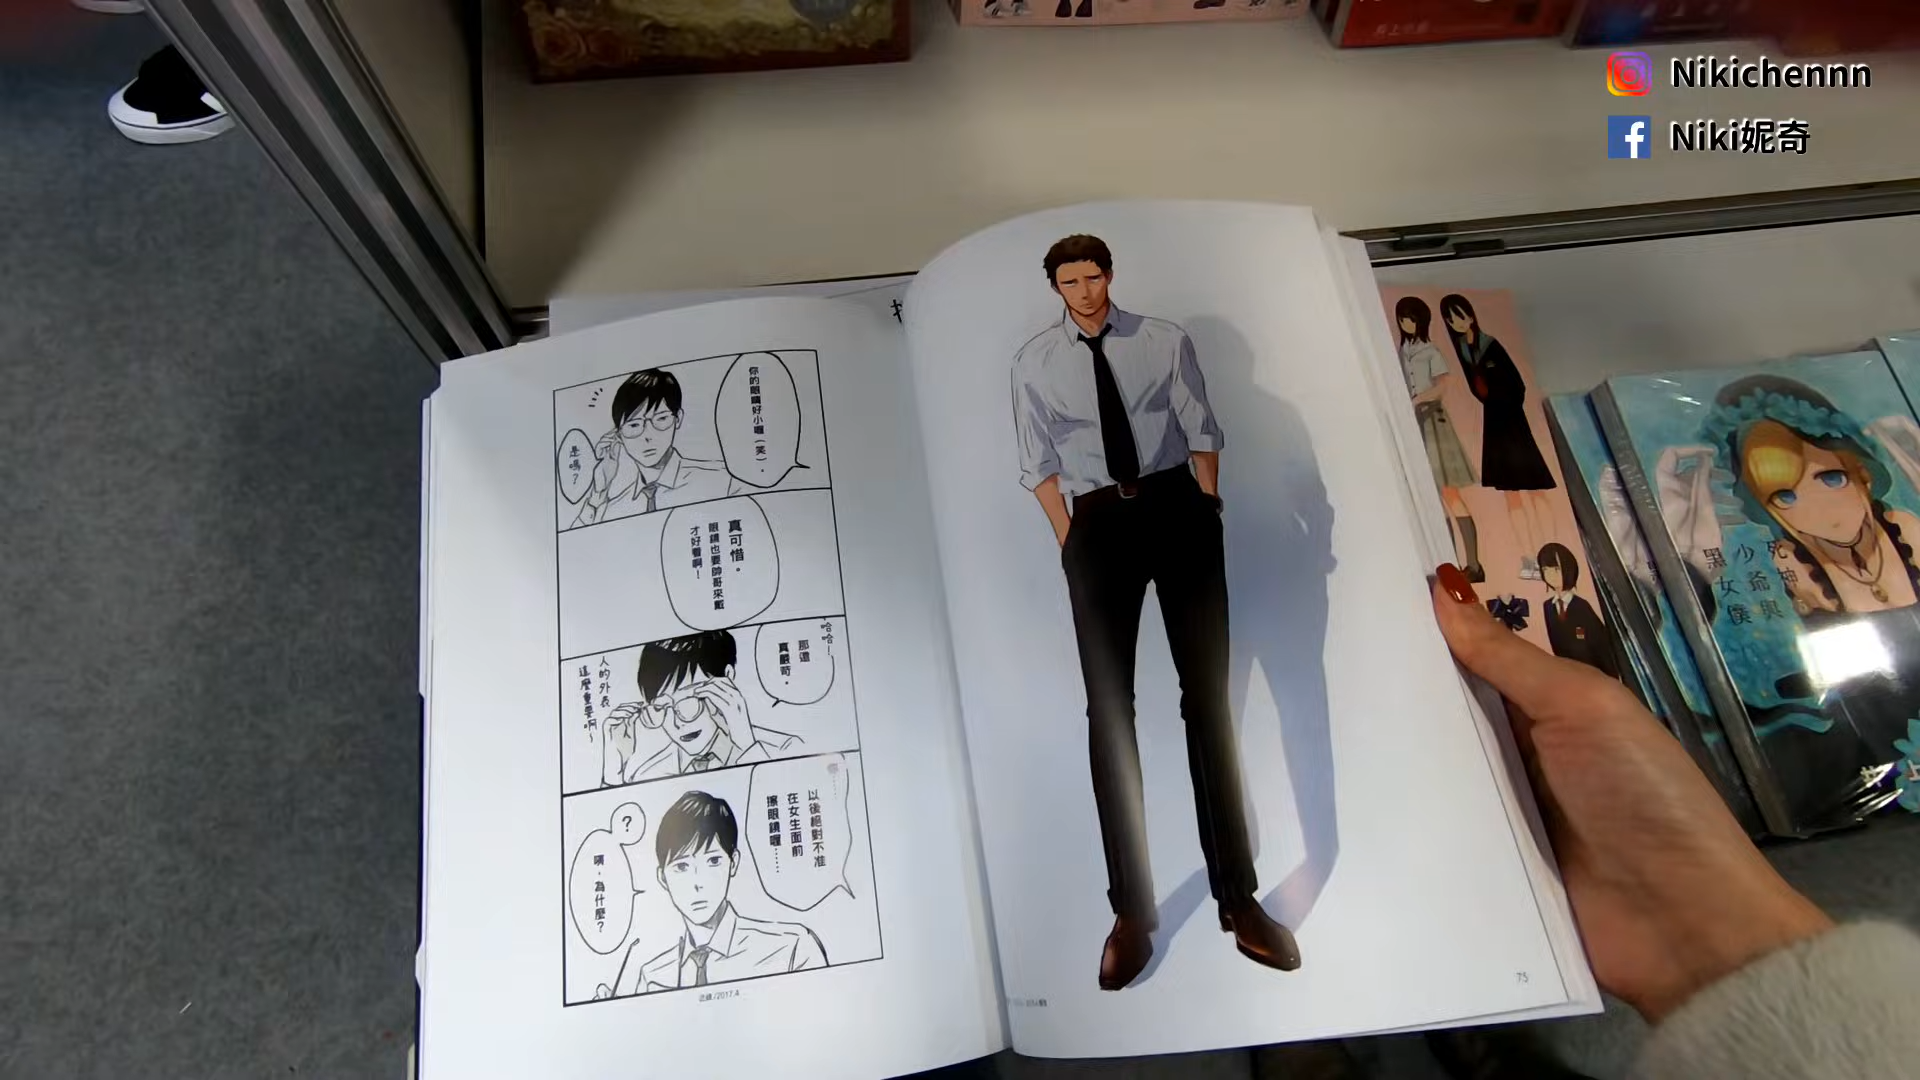 Nikichennn
Niki妮奇
你的眼睛好小喔（笑）。
是嗎？
真可惜。
眼鏡也要帥哥來戴
才好看啊！
哈哈！
那還
真嚴苛。
人的外表
這麼重要啊～
以後絕對不准
在女生面前
擦眼鏡喔……
？
咦，為什麼？
75
死神
少爺與
黑女僕